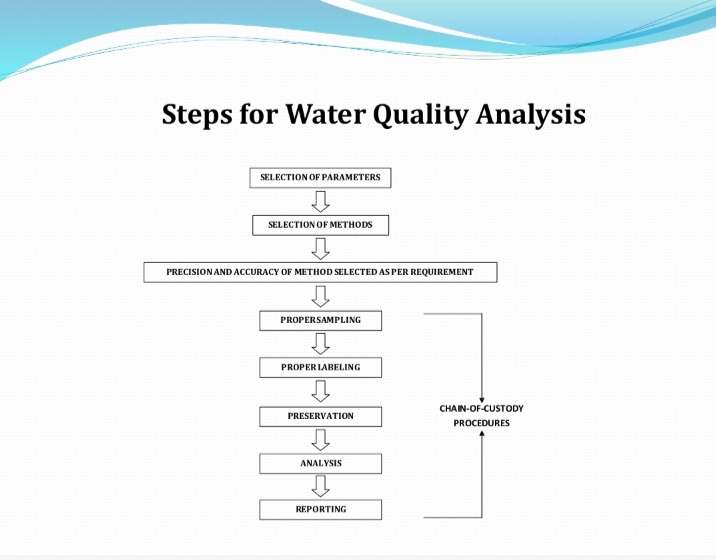 Steps for Water Quality Analysis
SELECTION OF PARAMETERS
SELECTION OF METHODS
PRECISION AND ACCURACY OF METHOD SELECTED AS PER REQUIREMENT
PROPER SAMPLING
PROPER LABELING
PRESERVATION
ANALYSIS
REPORTING
CHAIN-OF-CUSTODY
PROCEDURES